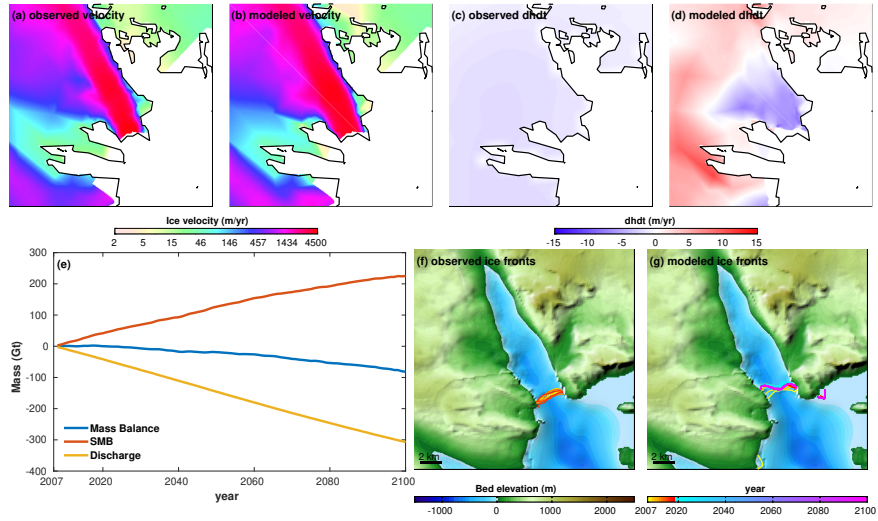 (a) observed velocity
(b) modeled velocity
(c) observed dhdt
(d) modeled dhdt
Ice velocity (m/yr)
2 5 15 46 146 457 1434 4500
dhdt (m/yr)
-15 -10 -5 0 5 10 15
(e)
300
200
100
0
-100
-200
-300
-400
Mass (Gt)
Mass Balance
SMB
Discharge
2007 2020 2040 2060 2080 2100
year
(f) observed ice fronts
2 km
(g) modeled ice fronts
2 km
Bed elevation (m)
-1000 0 1000 2000
year
2007 2020 2040 2060 2080 2100